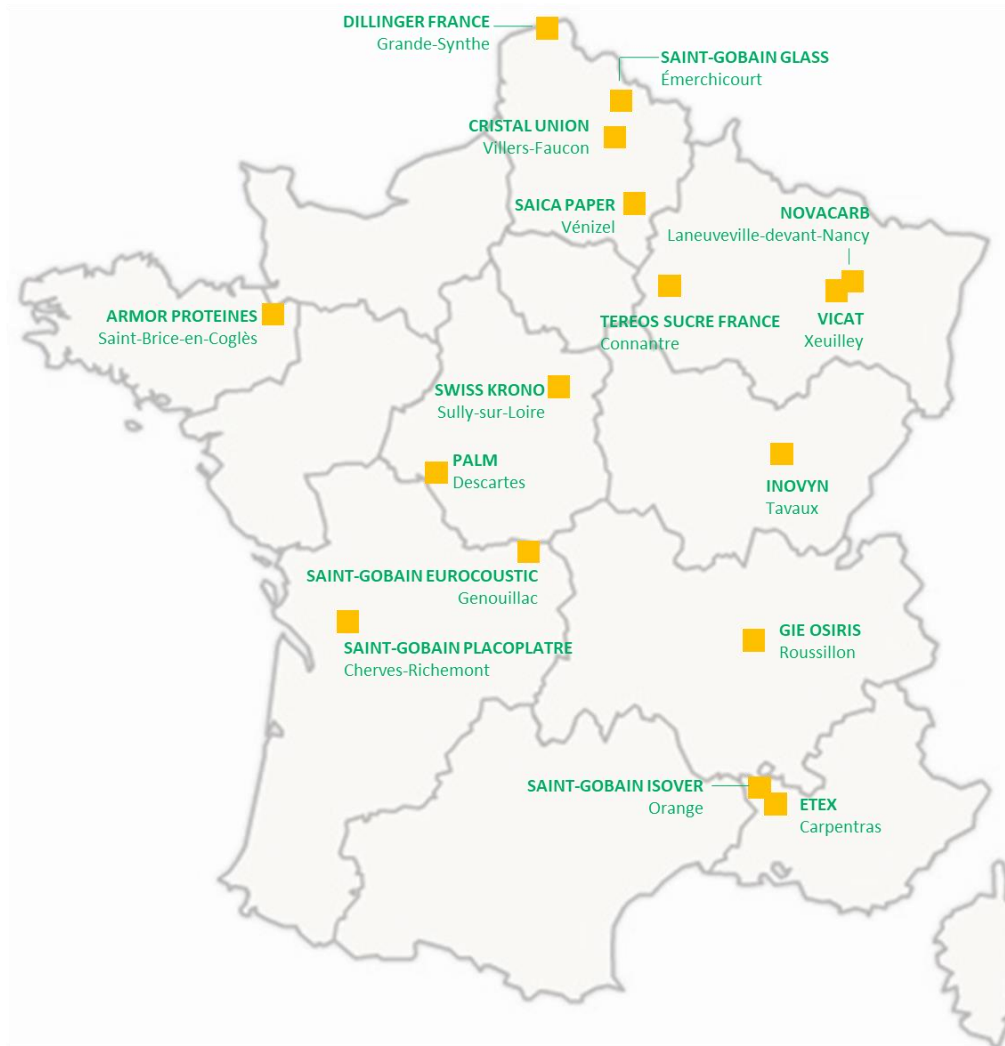 DILLINGER FRANCE
Grande-Synthe
SAINT-GOBAIN GLASS
Émerchicourt
CRISTAL UNION
Villers-Faucon
SAICA PAPER
Vénizel
NOVACARB
Laneuveville-devant-Nancy
ARMOR PROTEINES
Saint-Brice-en-Coglès
TEREOS SUCRE FRANCE
Connantre
VICAT
Xeuilley
SWISS KRONO
Sully-sur-Loire
PALM
Descartes
INOVYN
Tavaux
SAINT-GOBAIN EUROCOUSTIC
Genouillac
SAINT-GOBAIN PLACOPLATRE
Cherves-Richemont
GIE OSIRIS
Roussillon
SAINT-GOBAIN ISOVER
Orange
ETEX
Carpentras